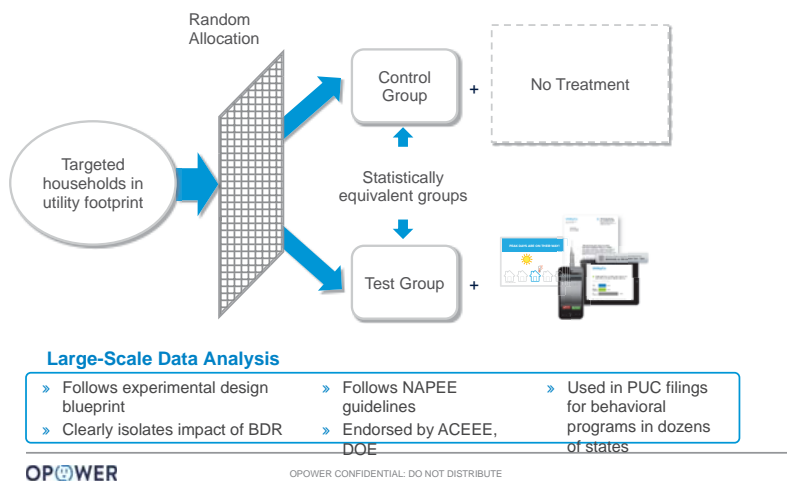 Random
Allocation
Control
Group
+
No Treatment
Targeted
households in
utility footprint
Statistically
equivalent groups
Test Group
+
Large-Scale Data Analysis
» Follows experimental design
blueprint
» Clearly isolates impact of BDR
» Follows NAPEE
guidelines
» Endorsed by ACEEE,
DOE
» Used in PUC filings
for behavioral
programs in dozens
of states
OPOWER
OPOWER CONFIDENTIAL: DO NOT DISTRIBUTE